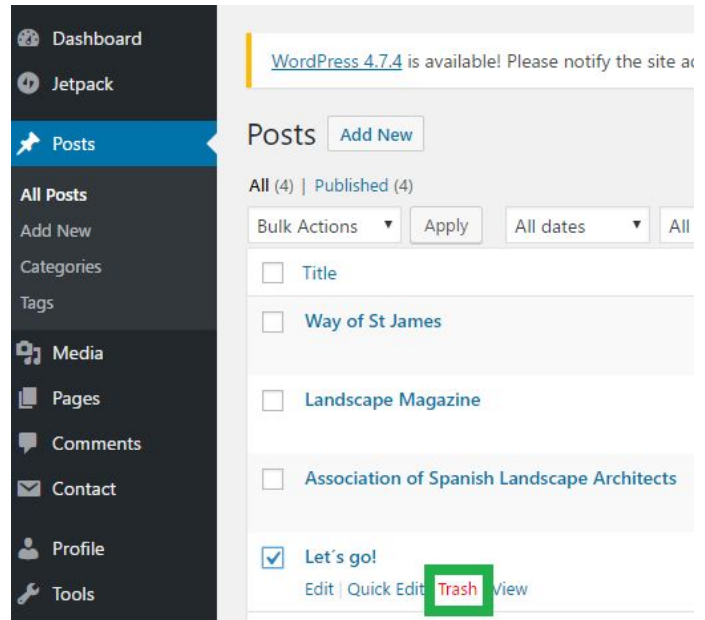 Dashboard
Jetpack
Posts
All Posts
Add New
Categories
Tags
Media
Pages
Comments
Contact
Profile
Tools
WordPress 4.7.4 is available! Please notify the site
Posts Add New
All (4) | Published (4)
Bulk Actions Apply All dates All
Title
Way of St James
Landscape Magazine
Association of Spanish Landscape Architects
Let´s go!
Edit | Quick Edit Trash View